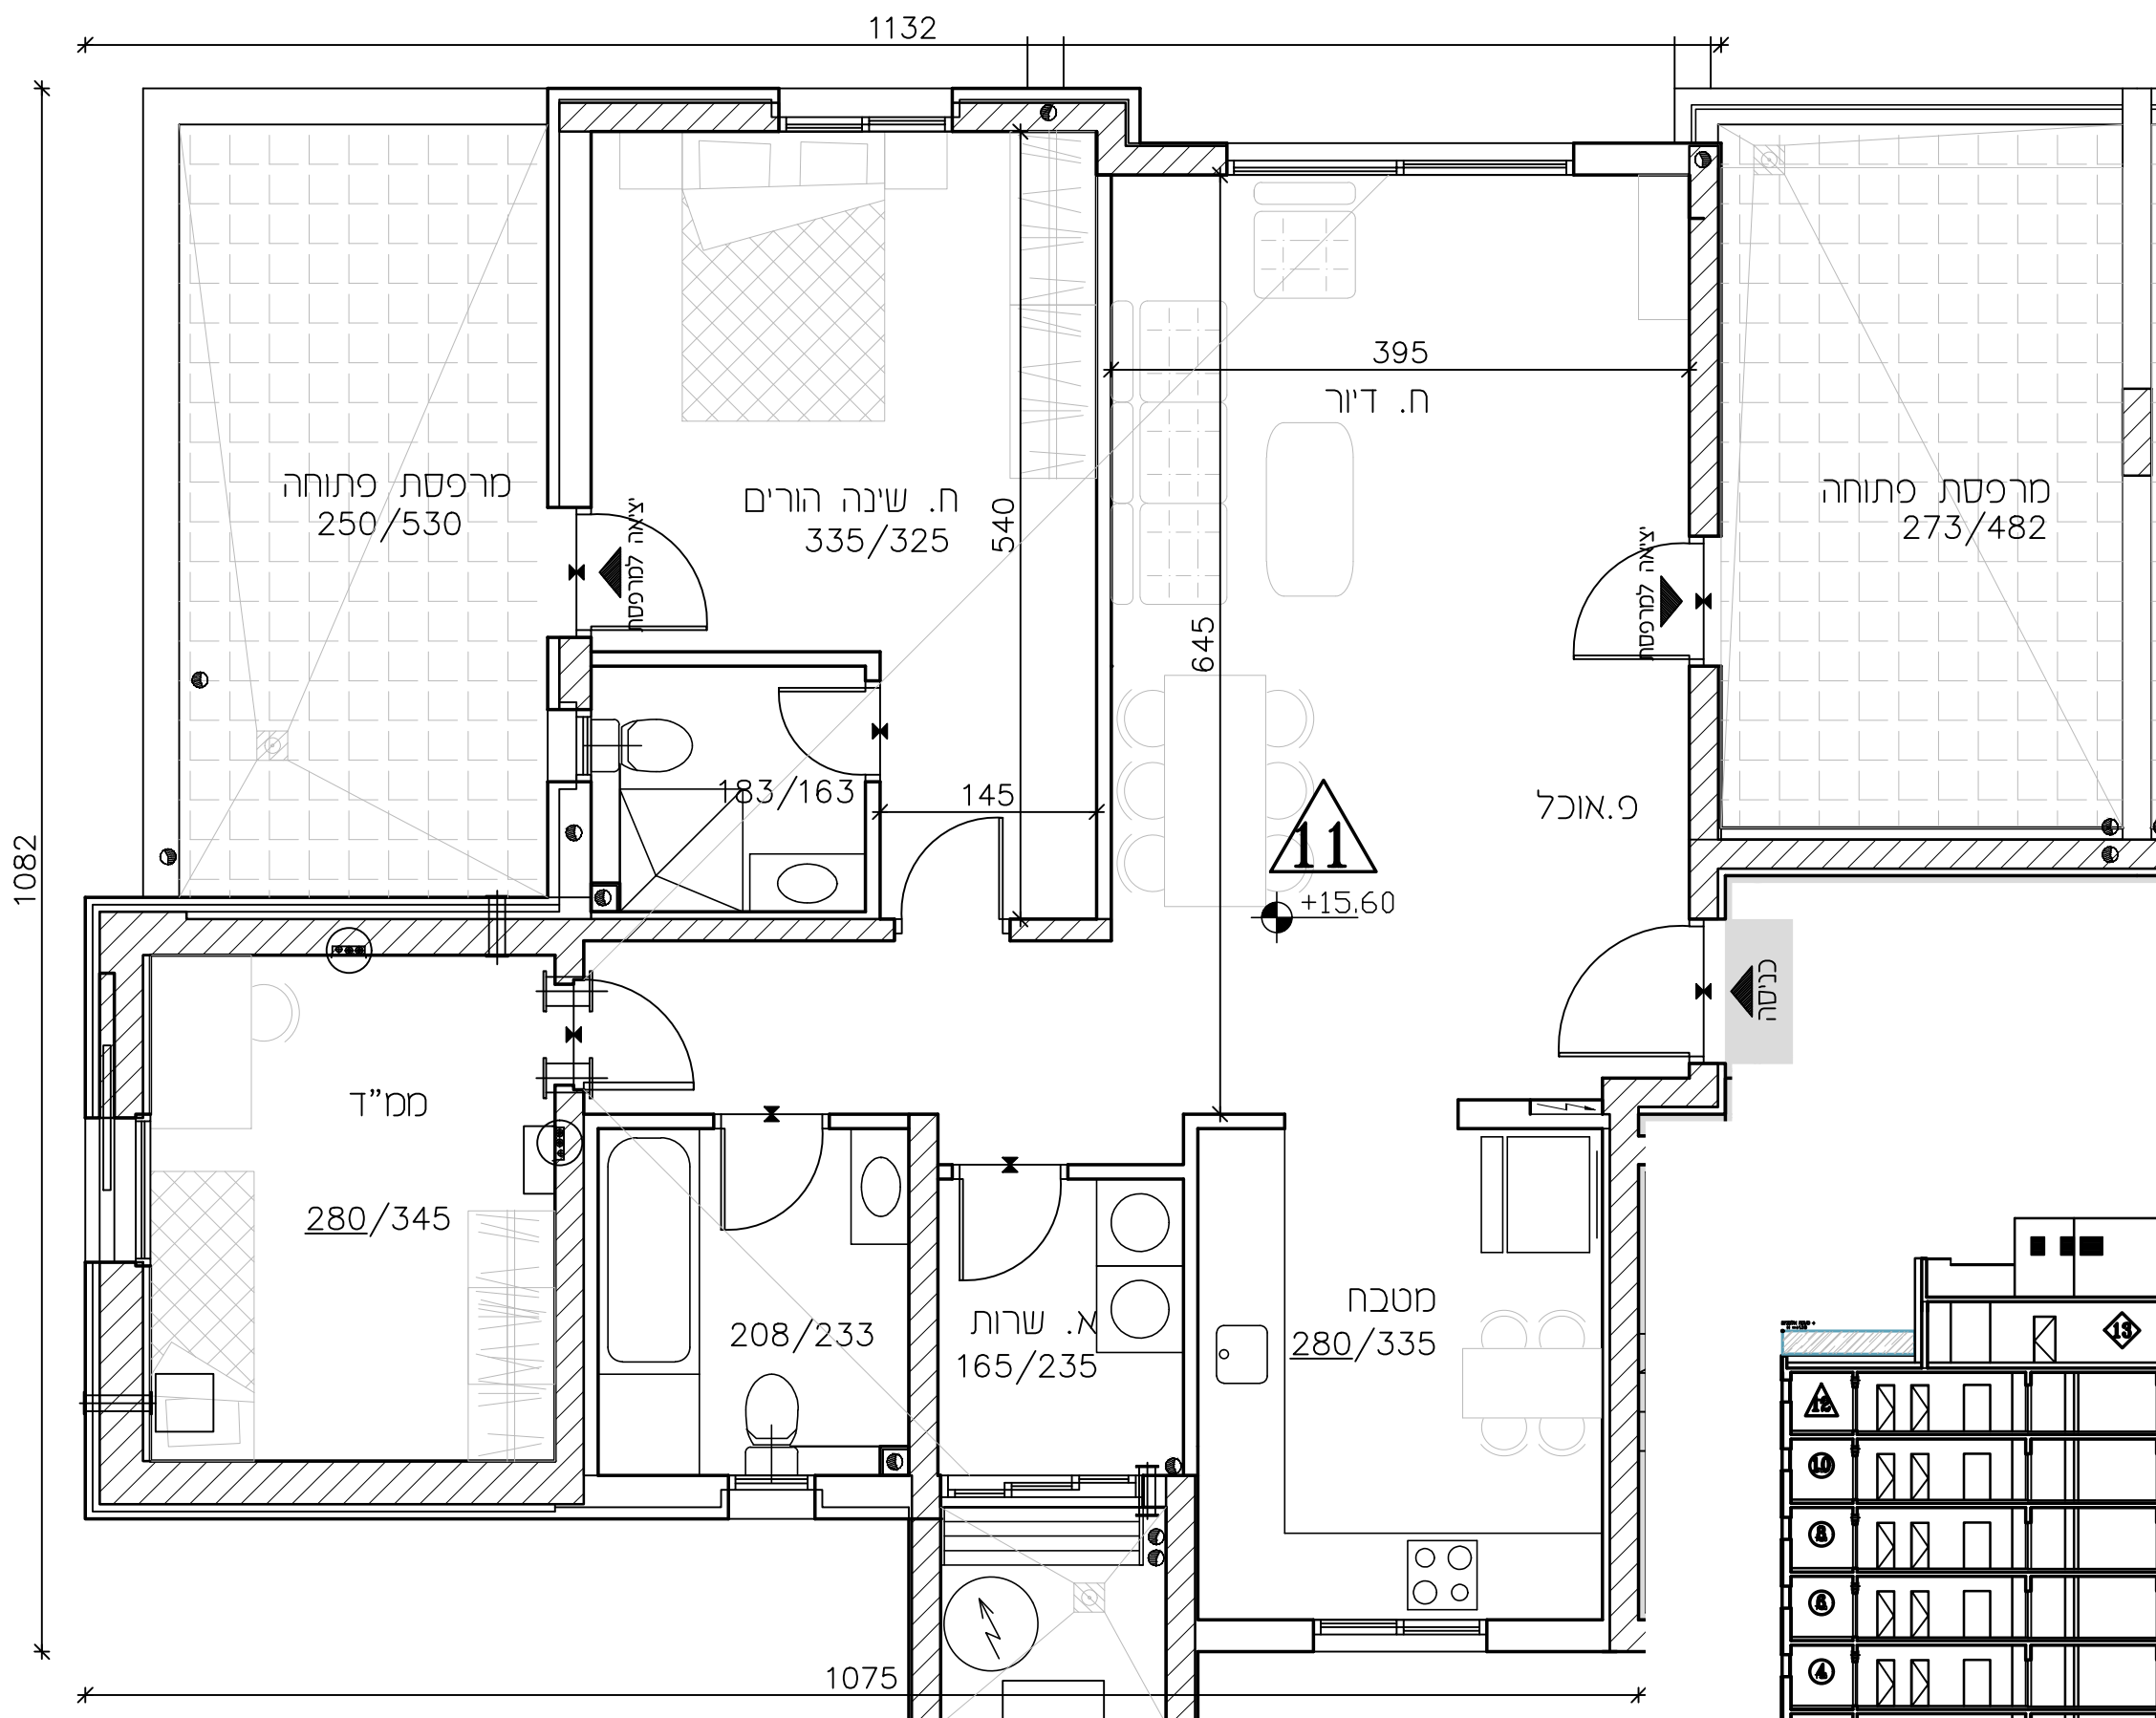 1132
1082
ח. שינה הורים
335/325
540
395
ח. דיור
645
מרפסת פתוחה
250/530
יציאה למרפסת
מרפסת פתוחה
273/482
יציאה למרפסת
183/163
145
11
+15.60
פ.אוכל
כניסה
ממ"ד
280/345
208/233
א. שרות
165/235
מטבח
280/335
1075
13
12
10
8
6
4